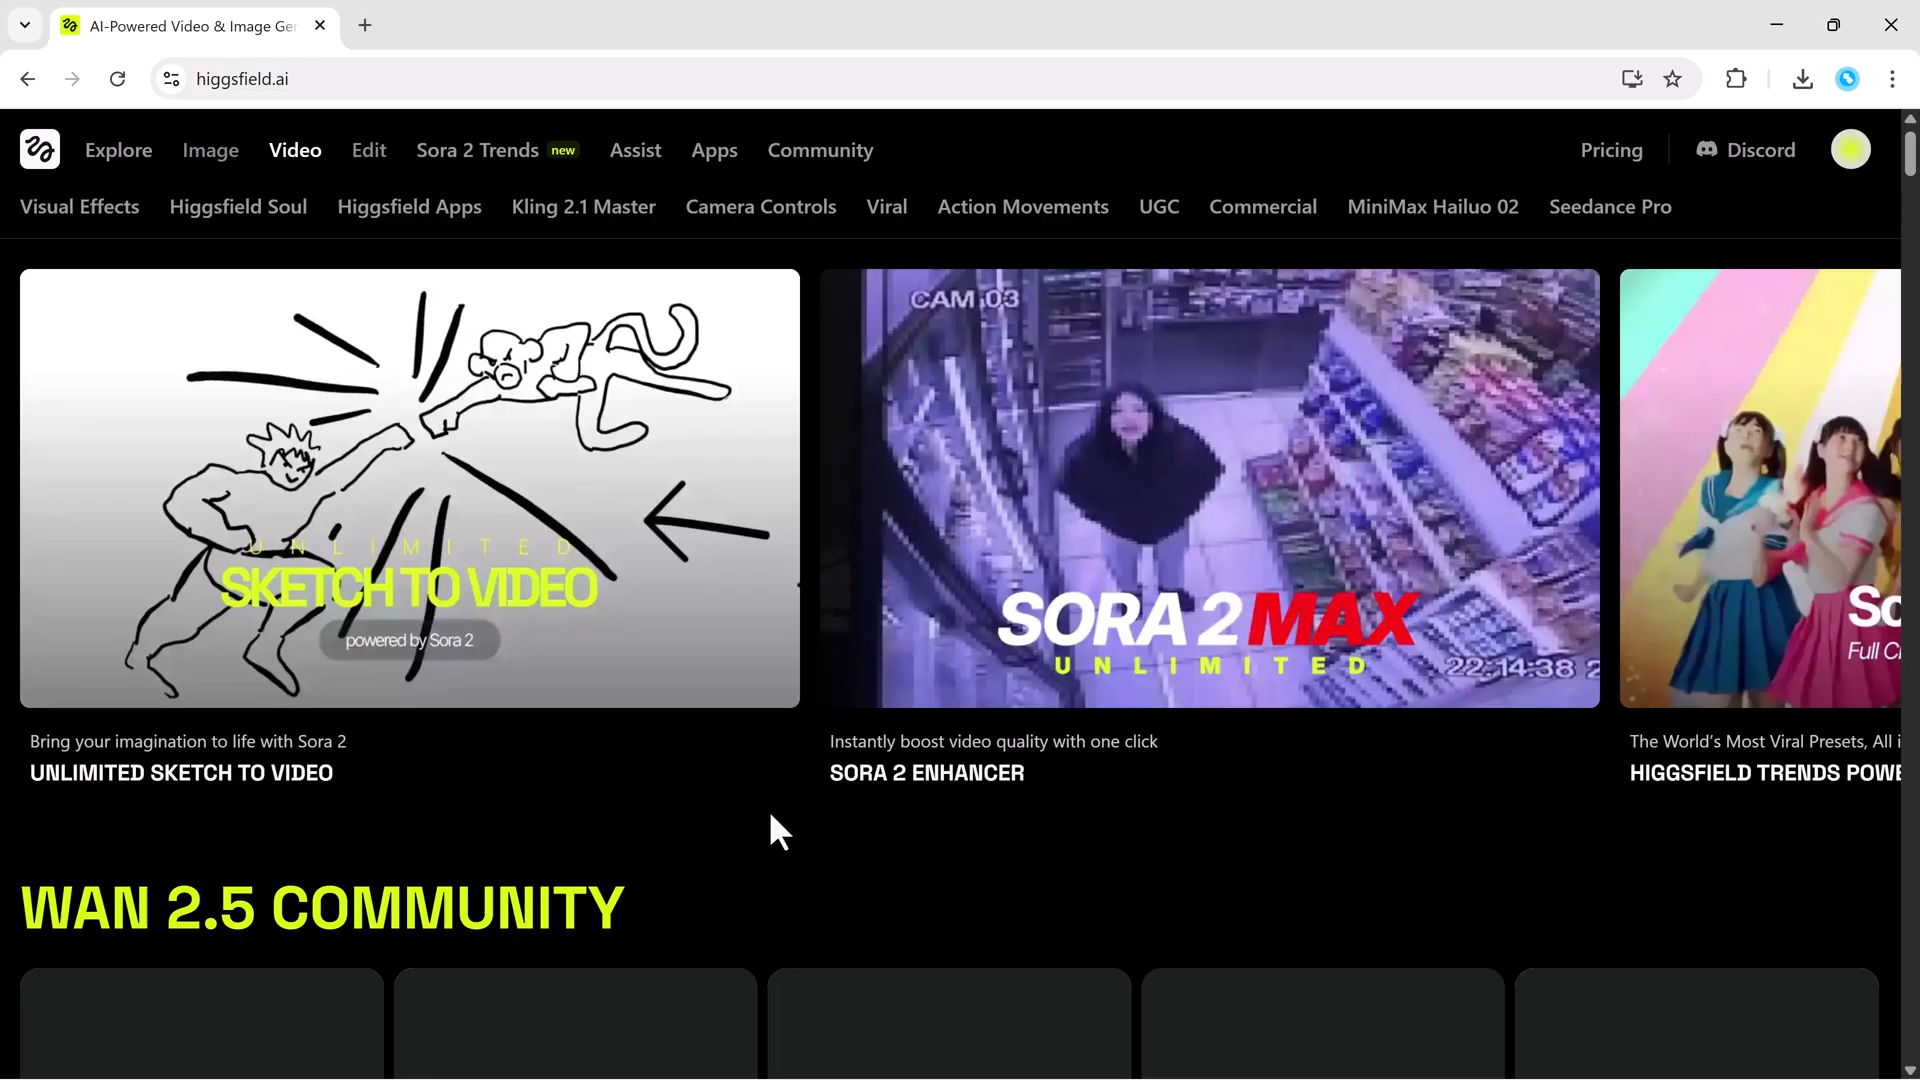 AI-Powered Video & Image Ge
higgsfield.ai
Explore Image Video Edit Sora 2 Trends new Assist Apps Community Pricing Discord
Visual Effects Higgsfield Soul Higgsfield Apps Kling 2.1 Master Camera Controls Viral Action Movements UGC Commercial MiniMax Hailuo 02 Seedance Pro
UNLIMITED
SKETCH TO VIDEO
powered by Sora 2
CAM 03
SORA 2 MAX
UNLIMITED
22:14:38 2
So
Full C
Bring your imagination to life with Sora 2
UNLIMITED SKETCH TO VIDEO
Instantly boost video quality with one click
SORA 2 ENHANCER
The World's Most Viral Presets, All i
HIGGSFIELD TRENDS POWE
WAN 2.5 COMMUNITY